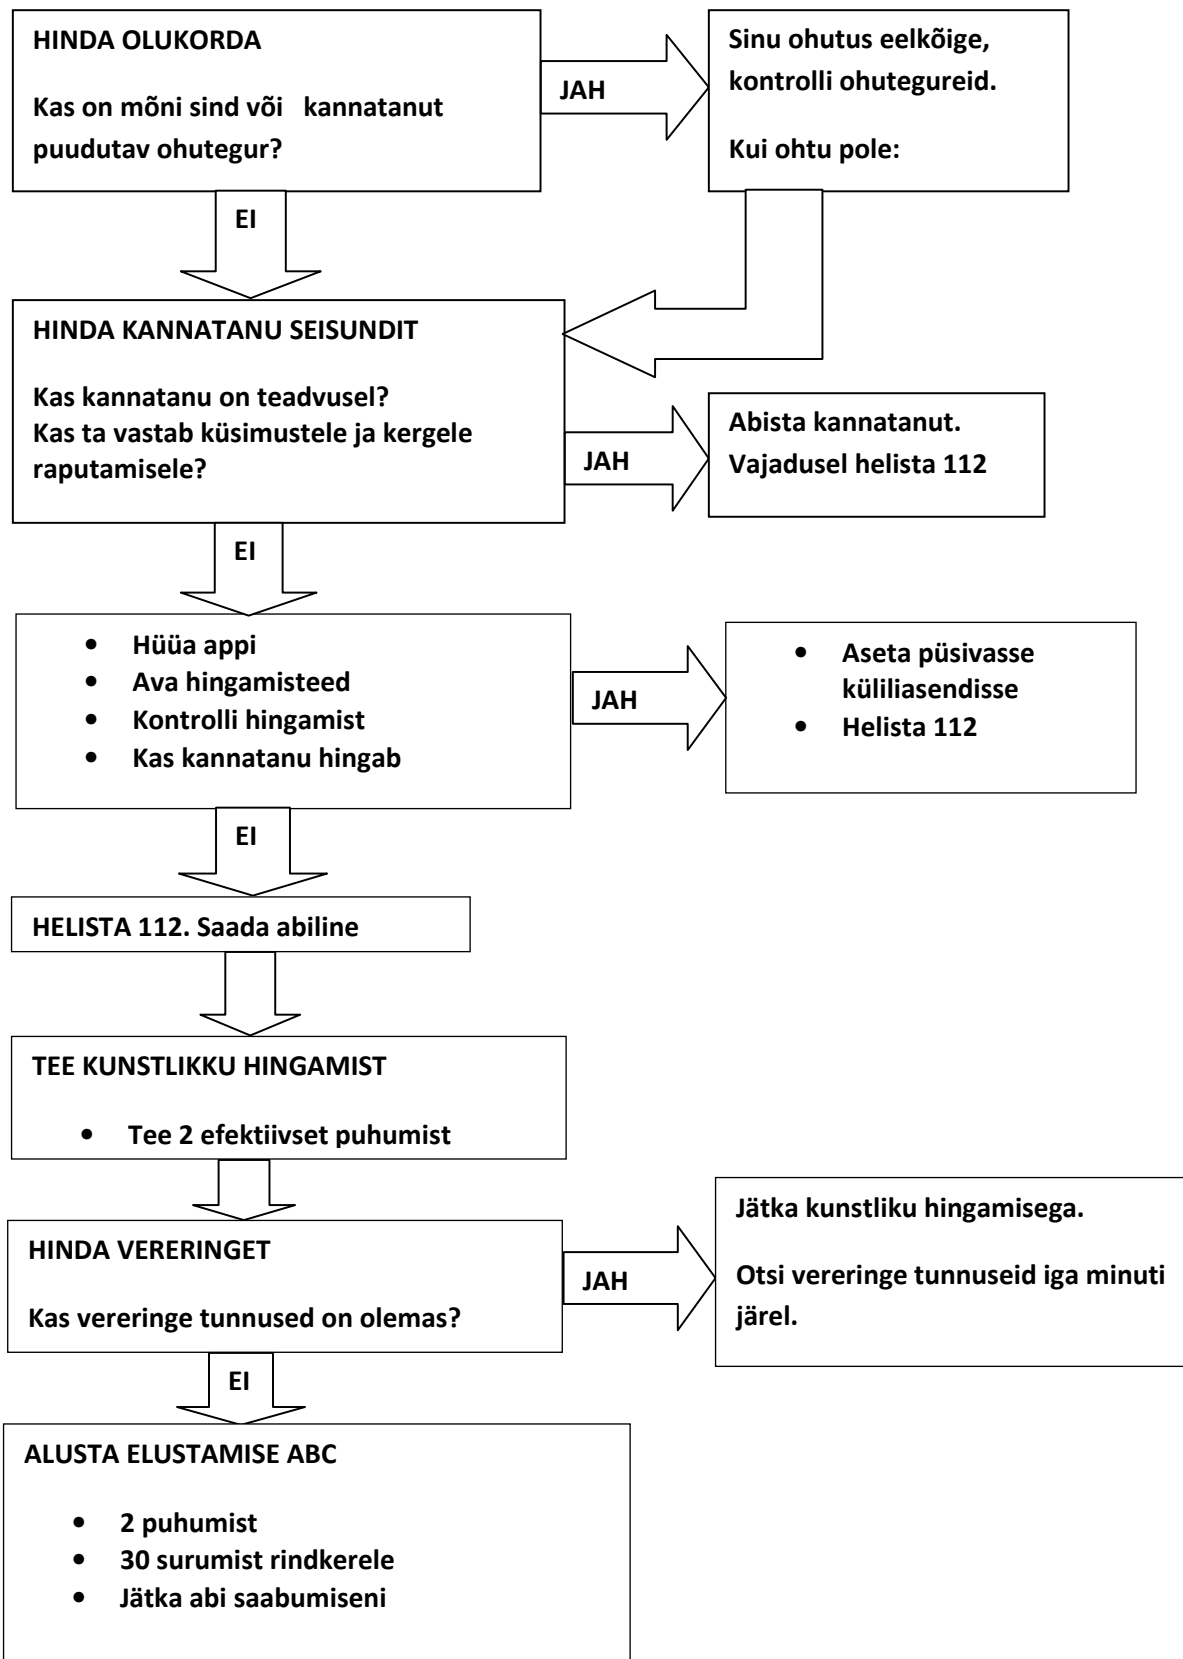 HINDA OLUKORDA
Kas on mõni sind või kannatanut
puudutav ohutegur?
JAH
Sinu ohutus eelkõige,
kontrolli ohutegureid.
Kui ohtu pole:
EI
HINDA KANNATANU SEISUNDIT
Kas kannatanu on teadvusel?
Kas ta vastab küsimustele ja kergele
raputamisele?
JAH
Abista kannatanut.
Vajadusel helista 112
EI
• Hüüa appi
• Ava hingamisteed
• Kontrolli hingamist
• Kas kannatanu hingab
JAH
• Aseta püsivasse
küliliasendisse
• Helista 112
EI
HELISTA 112. Saada abiline
TEE KUNSTLIKKU HINGAMIST
• Tee 2 efektiivset puhumist
HINDA VERERINGET
Kas vereringe tunnused on olemas?
JAH
Jätka kunstliku hingamisega.
Otsi vereringe tunnuseid iga minuti
järel.
EI
ALUSTA ELUSTAMISE ABC
• 2 puhumist
• 30 surumist rindkerele
• Jätka abi saabumiseni